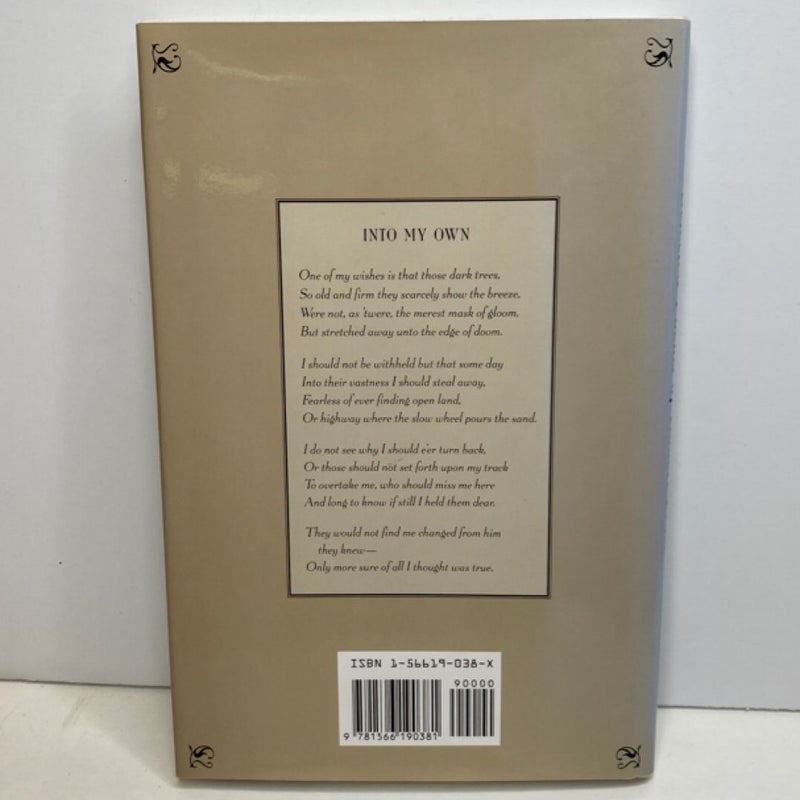 INTO MY OWN
One of my wishes is that those dark trees,
So old and firm they scarcely show the breeze,
Were not, as 'twere, the merest mask of gloom,
But stretched away unto the edge of doom.
I should not be withheld but that some day
Into their vastness I should steal away,
Fearless of ever finding open land,
Or highway where the slow wheel pours the sand.
I do not see why I should e'er turn back,
Or those should not set forth upon my track
To overtake me, who should miss me here
And long to know if still I held them dear.
They would not find me changed from him
they knew—
Only more sure of all I thought was true.
ISBN 1-56619-038-X
90000
9 781566 190381